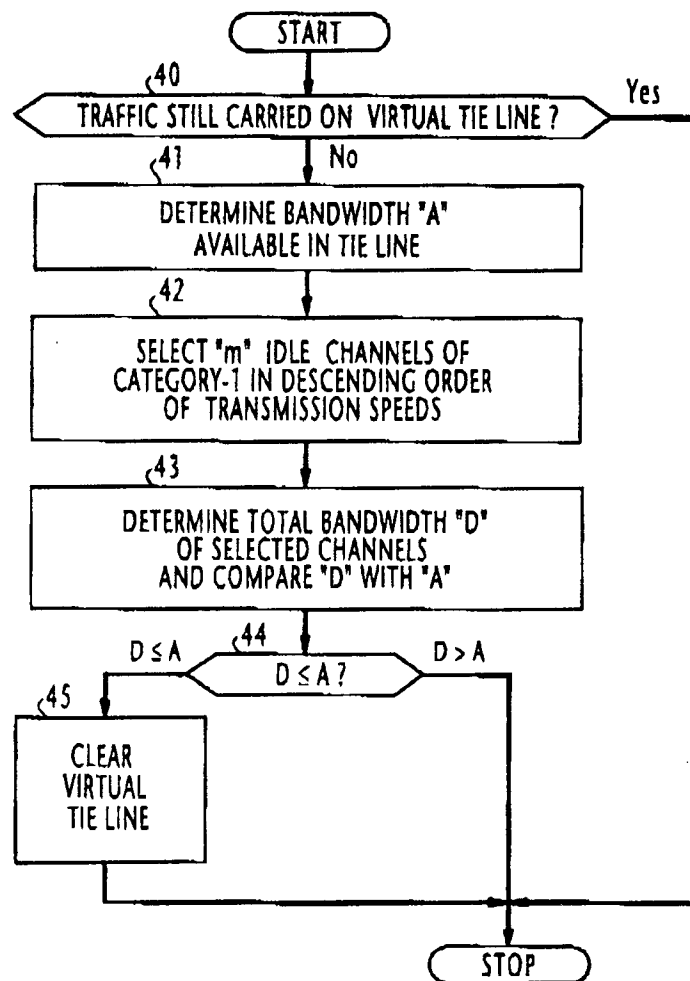 START
40
TRAFFIC STILL CARRIED ON VIRTUAL TIE LINE ?
Yes
No
41
DETERMINE BANDWIDTH "A"
AVAILABLE IN TIE LINE
42
SELECT "m" IDLE CHANNELS OF
CATEGORY-1 IN DESCENDING ORDER
OF TRANSMISSION SPEEDS
43
DETERMINE TOTAL BANDWIDTH "D"
OF SELECTED CHANNELS
AND COMPARE "D" WITH "A"
D ≤ A
44
D ≤ A ?
D > A
45
CLEAR
VIRTUAL
TIE LINE
STOP